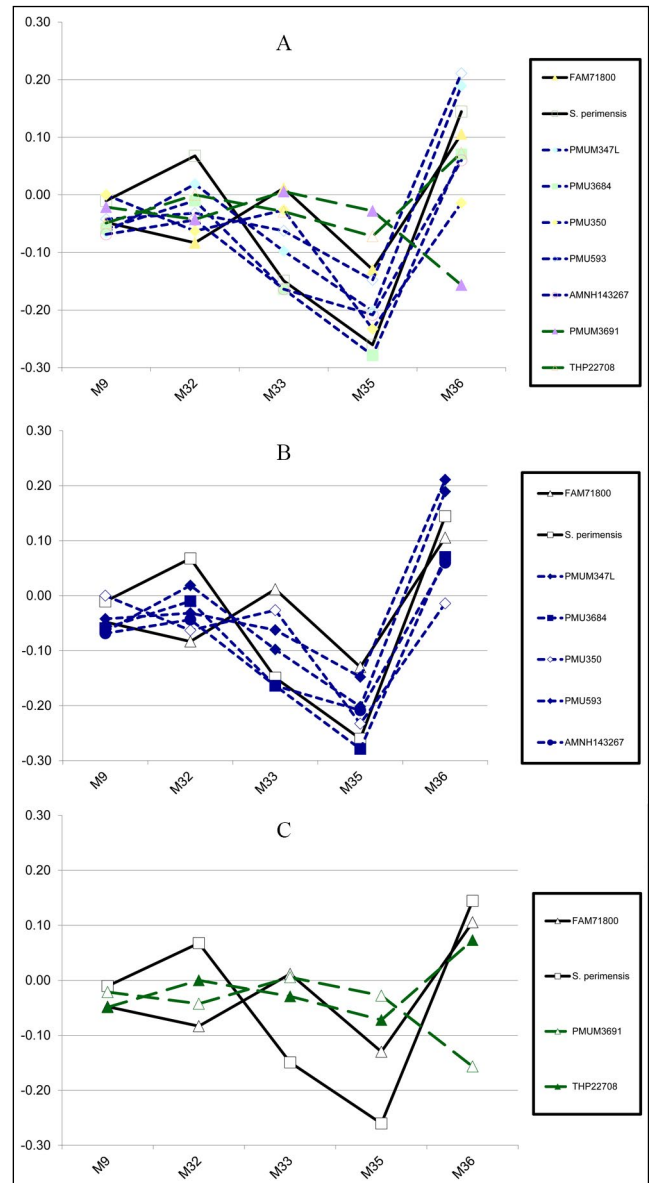 A
0.30
0.20
0.10
0.00
-0.10
-0.20
-0.30
M9
M32
M33
M35
M36
FAM71800
S. perimensis
PMUM347L
PMU3684
PMU350
PMU593
AMNH143267
PMUM3691
THP22708
B
0.30
0.20
0.10
0.00
-0.10
-0.20
-0.30
M9
M32
M33
M35
M36
FAM71800
S. perimensis
PMUM347L
PMU3684
PMU350
PMU593
AMNH143267
C
0.30
0.20
0.10
0.00
-0.10
-0.20
-0.30
M9
M32
M33
M35
M36
FAM71800
S. perimensis
PMUM3691
THP22708